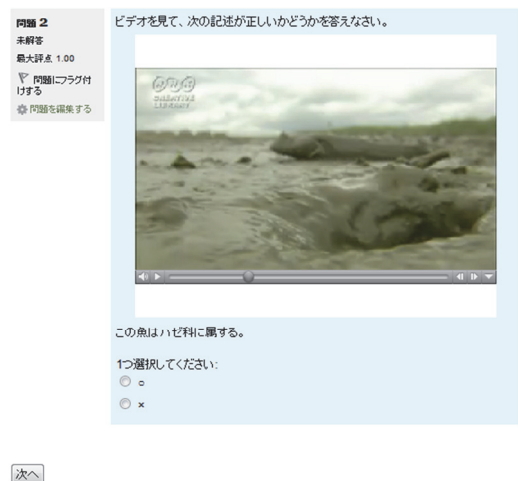 問題 2
未解答
最大評点 1.00
問題にフラグ付
けする
問題を編集する
ビデオを見て、次の記述が正しいかどうかを答えなさい。
NHK
CREATIVE
LIBRARY
この魚はハゼ科に属する。
1つ選択してください:
○
×
次へ